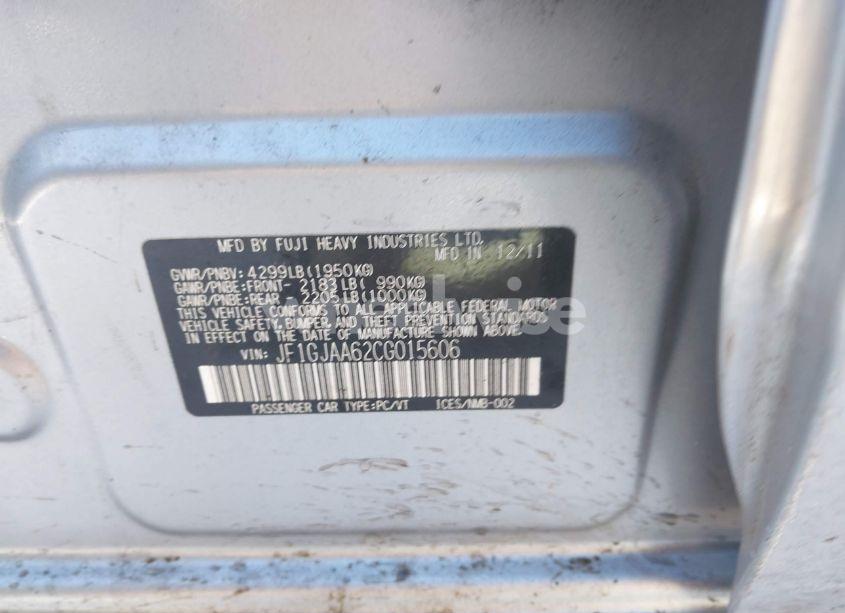 MFD BY FUJI HEAVY INDUSTRIES LTD.
MFD IN 12/11
GVWR/PNBV: 4299LB(1950KG)
GAWR/PNBE:FRONT- 2183LB( 990KG)
GAWR/PNBE:REAR - 2205LB(1000KG)
THIS VEHICLE CONFORMS TO ALL APPLICABLE FEDERAL MOTOR
VEHICLE SAFETY, BUMPER, AND THEFT PREVENTION STANDARDS
IN EFFECT ON THE DATE OF MANUFACTURE SHOWN ABOVE.
VIN: JF1GJAA62CG015606
PASSENGER CAR TYPE:PC/VT ICES/NMB-002